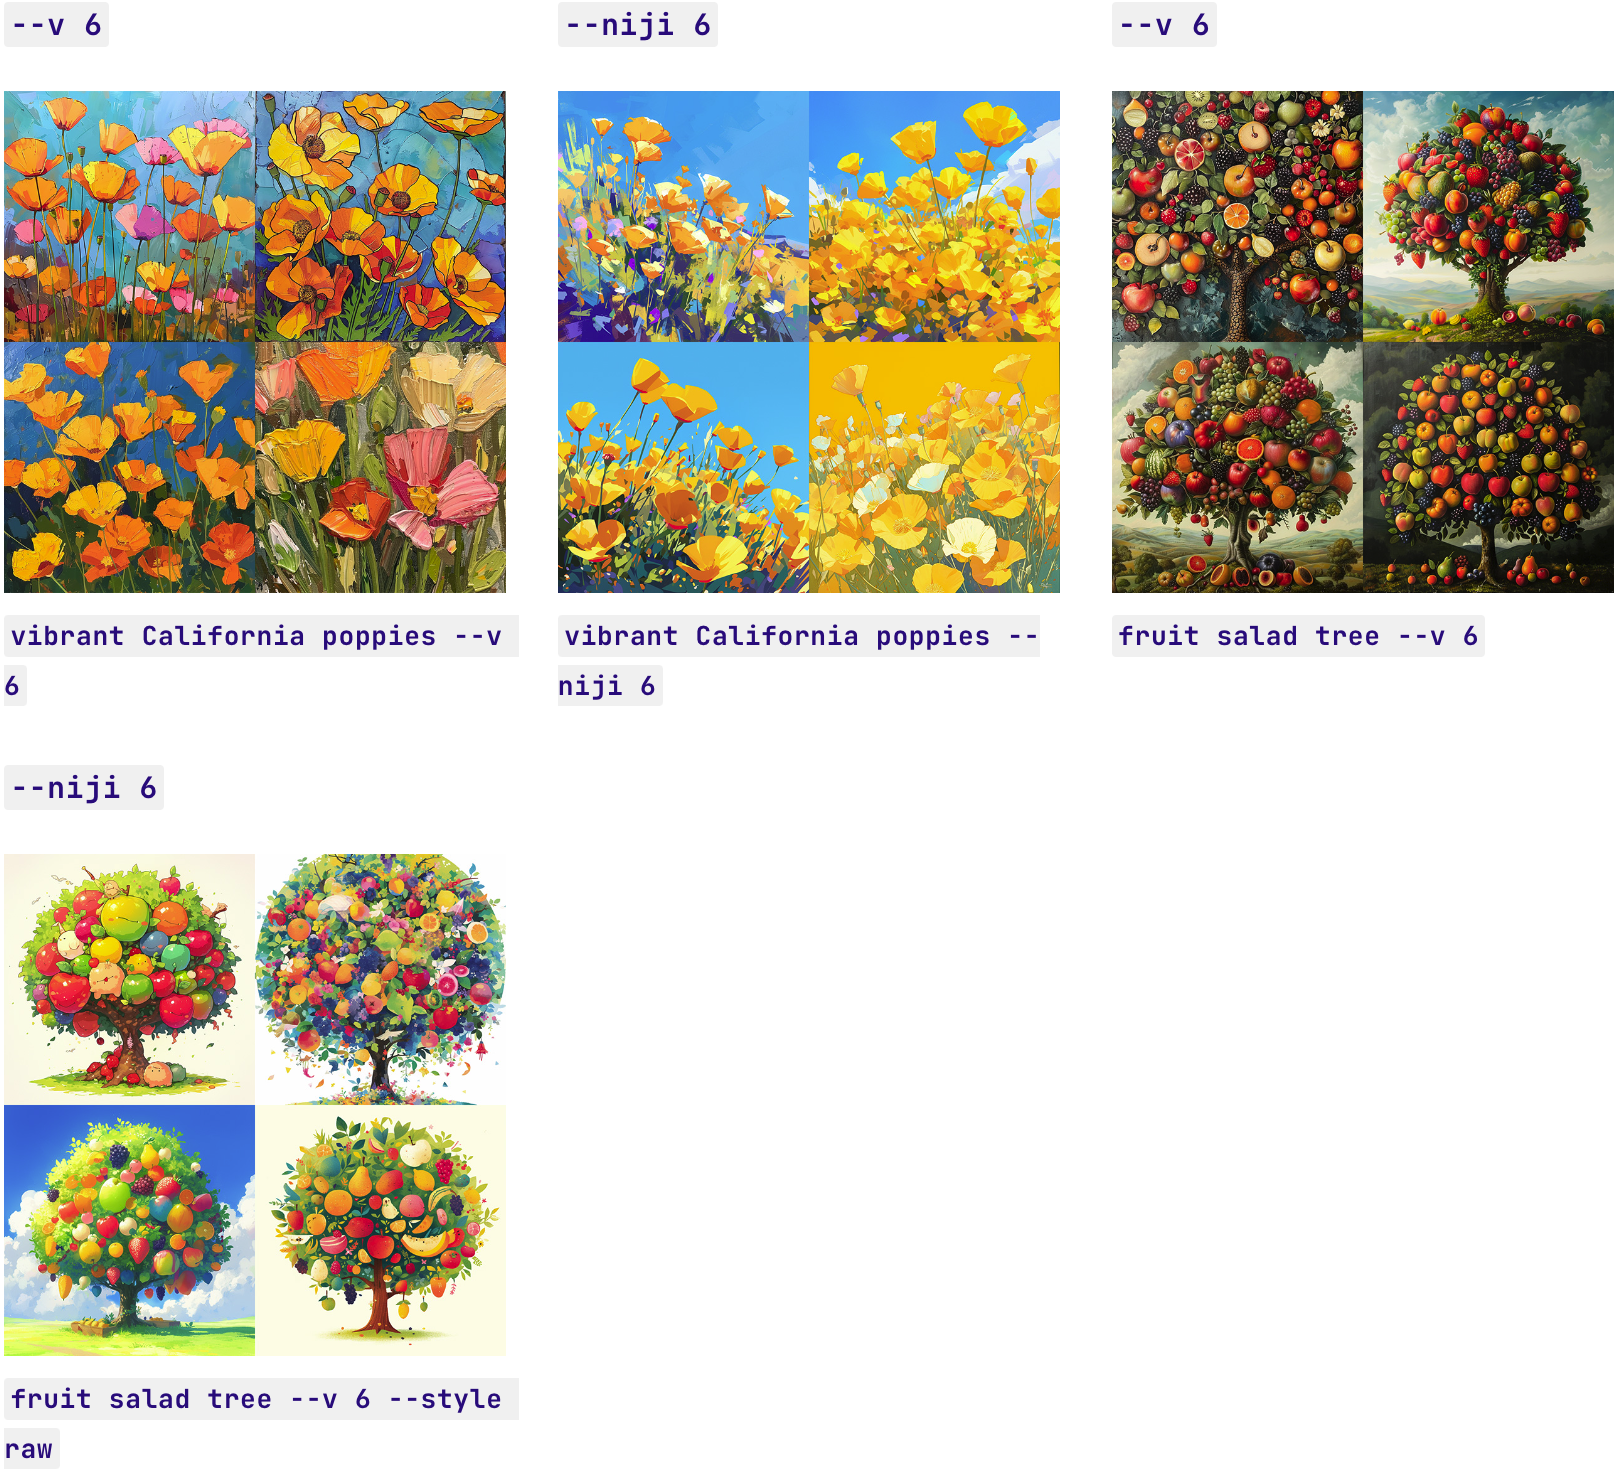 --v 6
--niji 6
--v 6
vibrant California poppies --v
6
vibrant California poppies --
niji 6
fruit salad tree --v 6
--niji 6
fruit salad tree --v 6 --style
raw